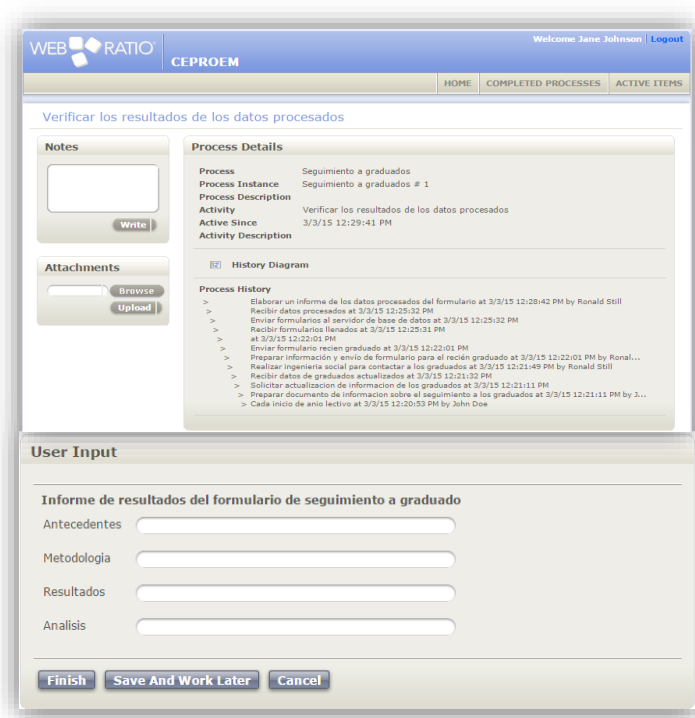 WEB RATIO
CEPROEM
Welcome Jane Johnson | Logout
HOME COMPLETED PROCESSES ACTIVE ITEMS
Verificar los resultados de los datos procesados
Notes
Write
Attachments
Browse
Upload
Process Details
Process Seguimiento a graduados
Process Instance Seguimiento a graduados # 1
Process Description
Activity Verificar los resultados de los datos procesados
Active Since 3/3/15 12:29:41 PM
Activity Description
History Diagram
Process History
> Elaborar un informe de los datos procesados del formulario at 3/3/15 12:28:42 PM by Ronald Still
> Recibir datos procesados at 3/3/15 12:25:32 PM
> Enviar formularios al servidor de base de datos at 3/3/15 12:25:32 PM
> Recibir formularios llenados at 3/3/15 12:25:31 PM
> at 3/3/15 12:22:01 PM
> Enviar formulario recien graduado at 3/3/15 12:22:01 PM
> Preparar información y envío de formulario para el recién graduado at 3/3/15 12:22:01 PM by Ronal...
> Realizar ingenieria social para contactar a los graduados at 3/3/15 12:21:49 PM by Ronald Still
> Recibir datos de graduados actualizados at 3/3/15 12:21:32 PM
> Solicitar actualizacion de informacion de los graduados at 3/3/15 12:21:11 PM
> Preparar documento de informacion sobre el seguimiento a los graduados at 3/3/15 12:21:11 PM by J...
> Cada inicio de anio lectivo at 3/3/15 12:20:53 PM by John Doe
User Input
Informe de resultados del formulario de seguimiento a graduado
Antecedentes
Metodologia
Resultados
Analisis
Finish Save And Work Later Cancel